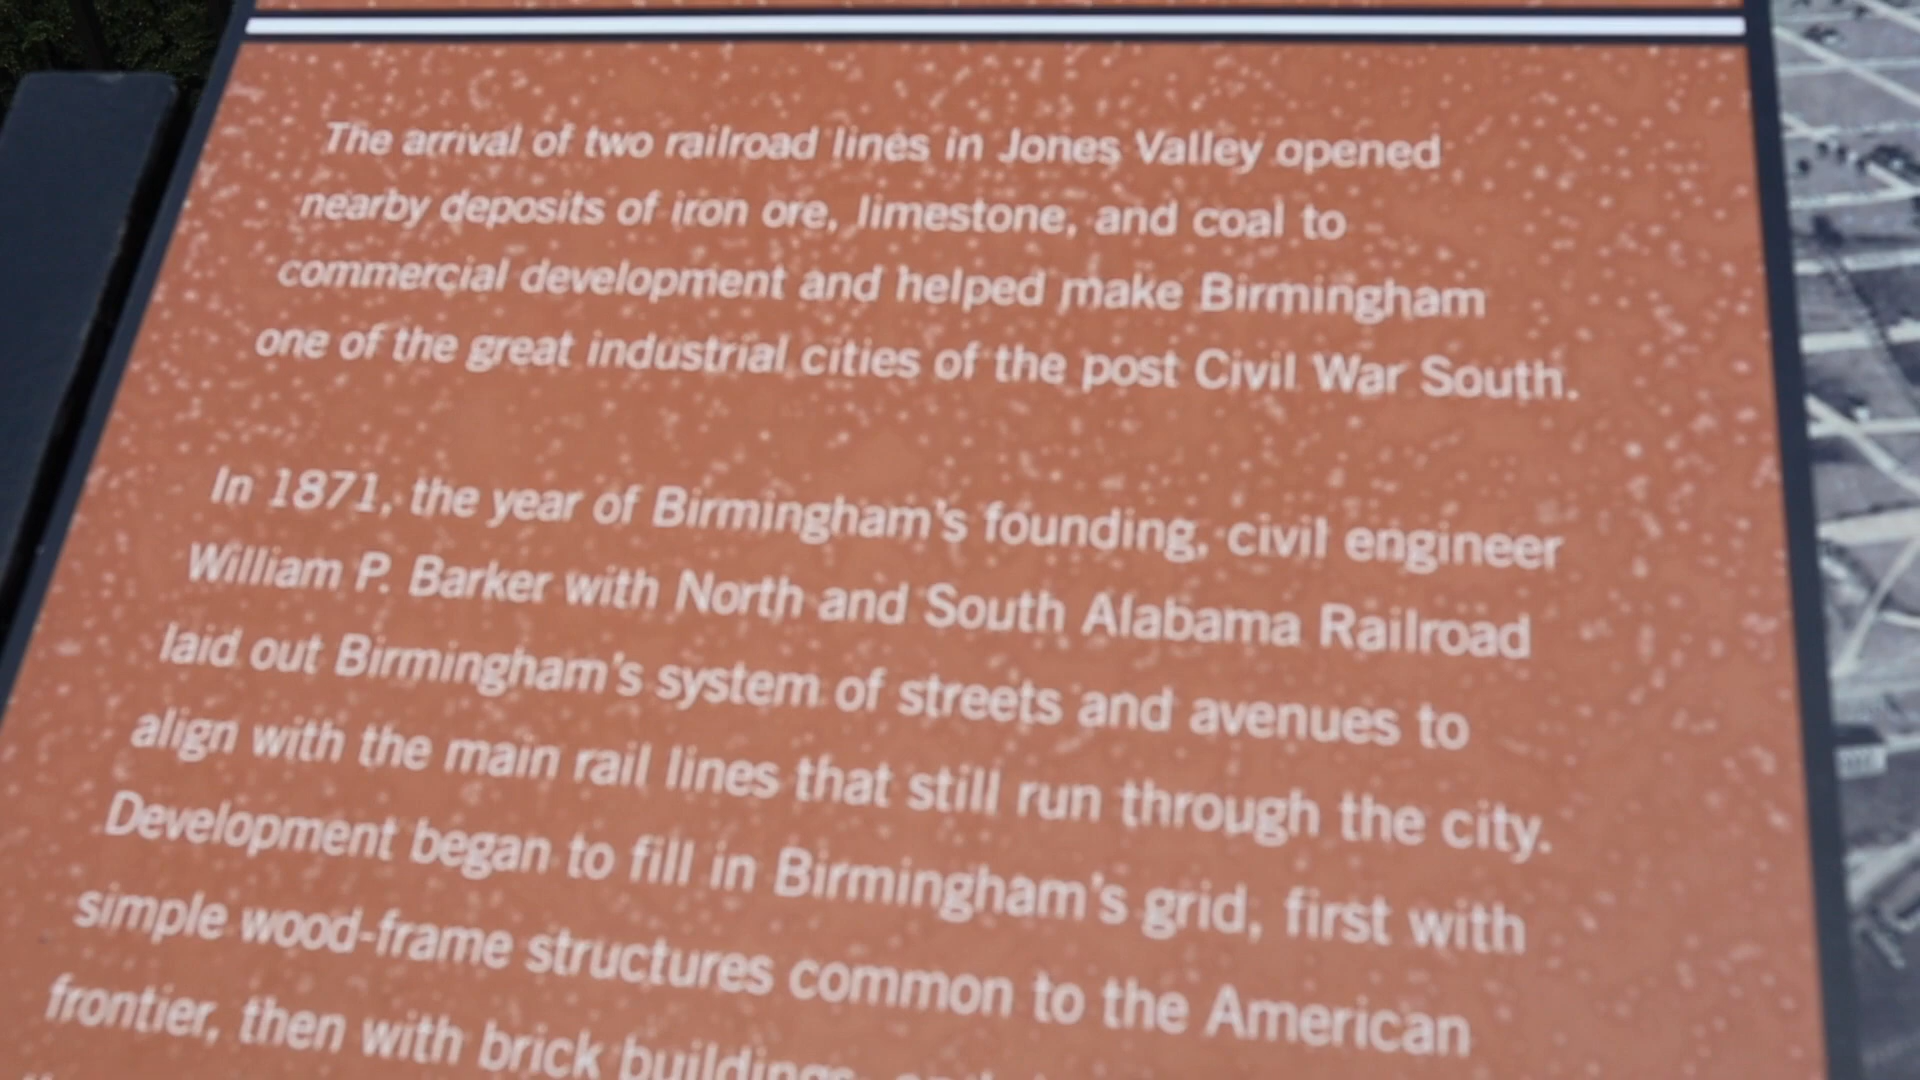 The arrival of two railroad lines in Jones Valley opened
nearby deposits of iron ore, limestone, and coal to
commercial development and helped make Birmingham
one of the great industrial cities of the post Civil War South.
In 1871, the year of Birmingham's founding, civil engineer
William P. Barker with North and South Alabama Railroad
laid out Birmingham's system of streets and avenues to
align with the main rail lines that still run through the city.
Development began to fill in Birmingham's grid, first with
simple wood-frame structures common to the American
frontier, then with brick buildings,